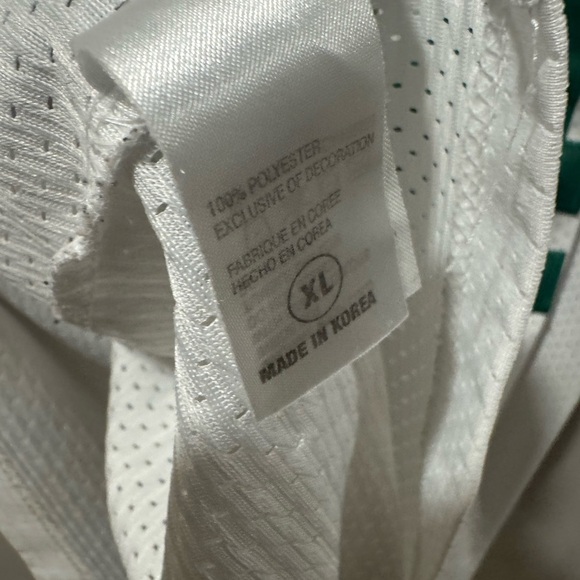 100% POLYESTER
EXCLUSIVE OF DECORATION
FABRIQUE EN COREE
HECHO EN COREA
XL
MADE IN KOREA